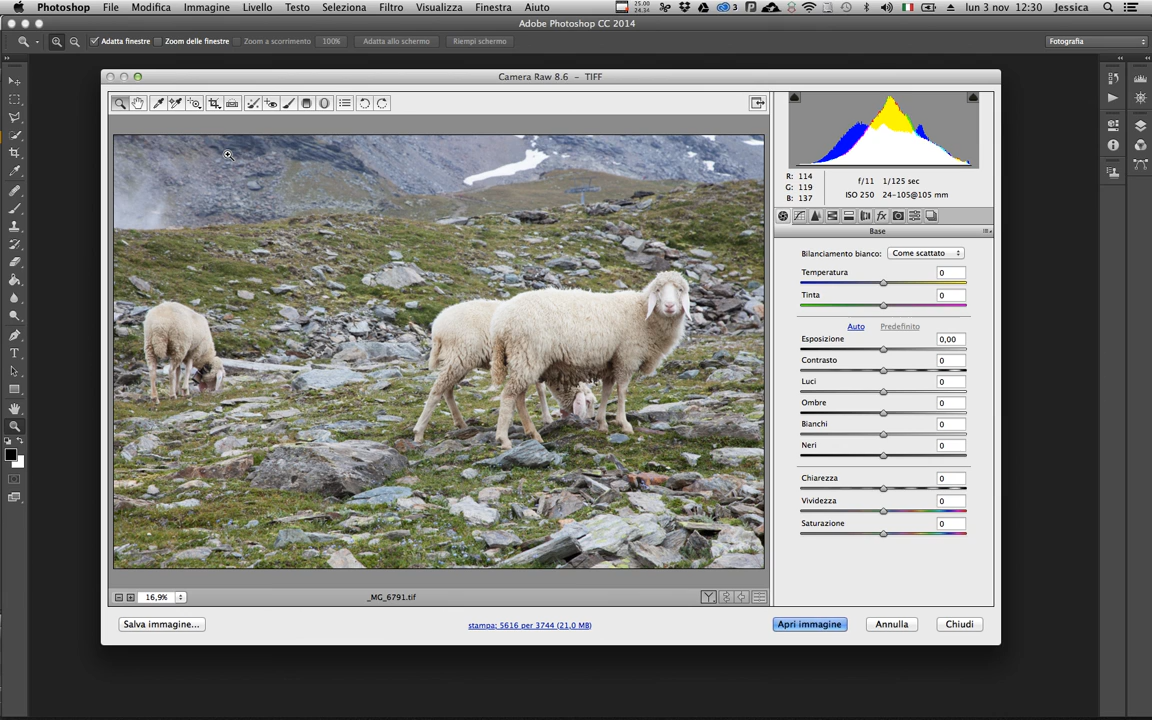 Photoshop File Modifica Immagine Livello Testo Seleziona Filtro Visualizza Finestra Aiuto 25.00 24.34 3 lun 3 nov 12:30 Jessica
Adobe Photoshop CC 2014
Adatta finestre Zoom delle finestre Zoom a scorrimento 100% Adatta allo schermo Riempi schermo Fotografia
Camera Raw 8.6 – TIFF
R: 114
G: 119
B: 137
f/11 1/125 sec
ISO 250 24-105@105 mm
Base
Bilanciamento bianco: Come scattato
Temperatura 0
Tinta 0
Auto Predefinito
Esposizione 0,00
Contrasto 0
Luci 0
Ombre 0
Bianchi 0
Neri 0
Chiarezza 0
Vividezza 0
Saturazione 0
16,9% _MG_6791.tif Y
Salva immagine... stampa; 5616 per 3744 (21,0 MB) Apri immagine Annulla Chiudi